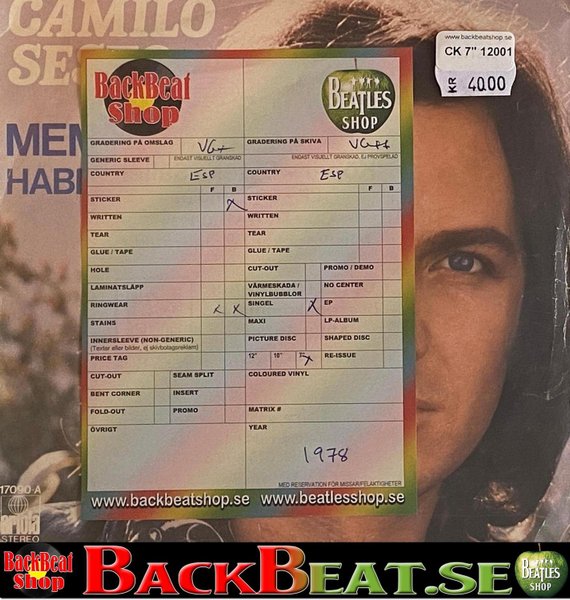 CAMILO
SES
MEM
HABI
www.backbeatshop.se
CK 7" 12001
KR 4000
BACKBEAT SHOP
BEATLES SHOP
GRADERING PÅ OMSLAG VG+ GRADERING PÅ SKIVA VG++
GENERIC SLEEVE ENDAST VISUELLT GRANSKAD ENDAST VISUELLT GRANSKAD, EJ PROVSPELAD
COUNTRY ESP COUNTRY ESP
F B F B
STICKER X STICKER
WRITTEN WRITTEN
TEAR TEAR
GLUE / TAPE GLUE / TAPE
HOLE CUT-OUT PROMO / DEMO
LAMINATSLÄPP VÄRMESKADA / VINYLBUBBLOR NO CENTER
RINGWEAR X X SINGEL X EP
STAINS MAXI LP-ALBUM
INNERSLEEVE (NON-GENERIC) PICTURE DISC SHAPED DISC
(Texter eller bilder, ej skivbolagsreklam)
PRICE TAG 12" 10" 7" X RE-ISSUE
CUT-OUT SEAM SPLIT COLOURED VINYL
BENT CORNER INSERT
FOLD-OUT PROMO MATRIX #
ÖVRIGT YEAR
1978
MED RESERVATION FÖR MISSAR/FELAKTIGHETER
www.backbeatshop.se www.beatlesshop.se
17090-A
ariola
STEREO
BACKBEAT SHOP BACKBEAT.SE BEATLES SHOP